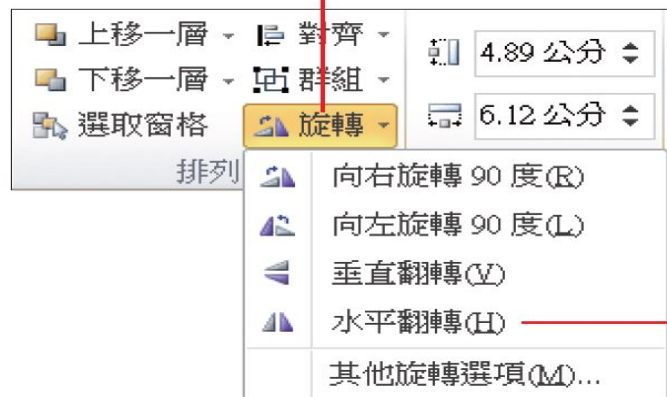 上移一層 對齊 4.89 公分
下移一層 群組
選取窗格 旋轉 6.12 公分
排列
向右旋轉 90 度(R)
向左旋轉 90 度(L)
垂直翻轉(V)
水平翻轉(H)
其他旋轉選項(M)...